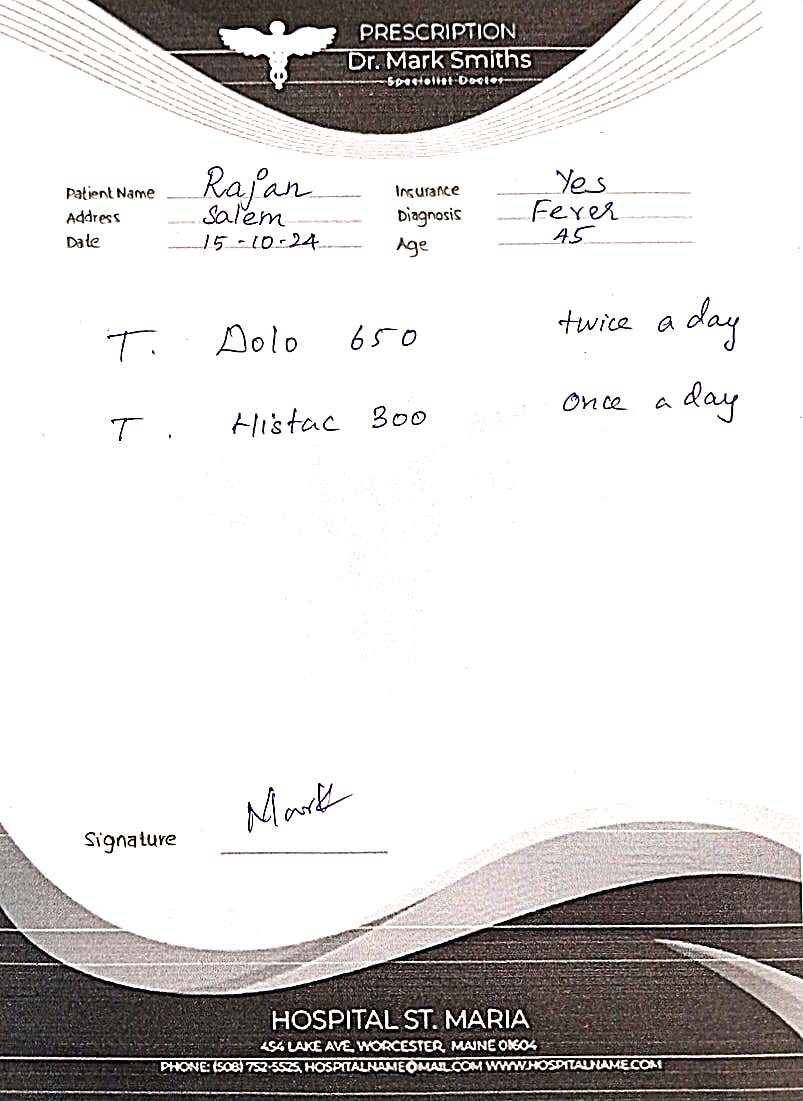 PRESCRIPTION
Dr. Mark Smiths
Specialist Doctor
Patient Name Rajan Insurance Yes
Address Salem Diagnosis Fever
Date 15-10-24 Age 45
T. Dolo 650 twice a day
T. Histac 300 once a day
Mark
Signature
HOSPITAL ST. MARIA
454 LAKE AVE, WORCESTER, MAINE 01604
PHONE: (508) 752-5525, HOSPITALNAME@MAIL.COM WWW.HOSPITALNAME.COM